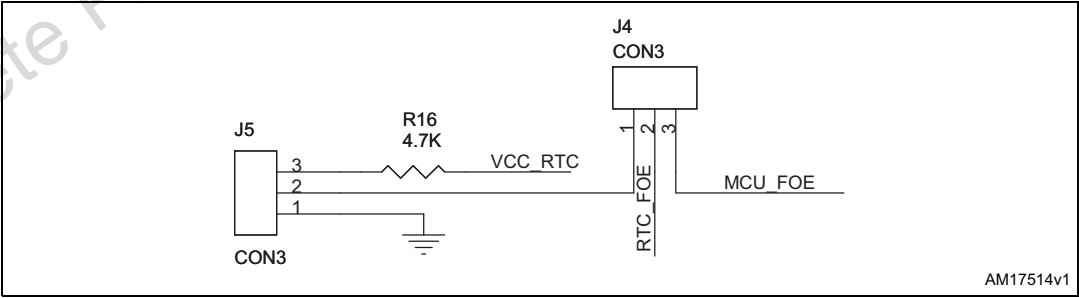 J4
CON3
J5
R16
4.7K
1
2
3
3
VCC_RTC
2
MCU_FOE
RTC_FOE
1
CON3
AM17514v1